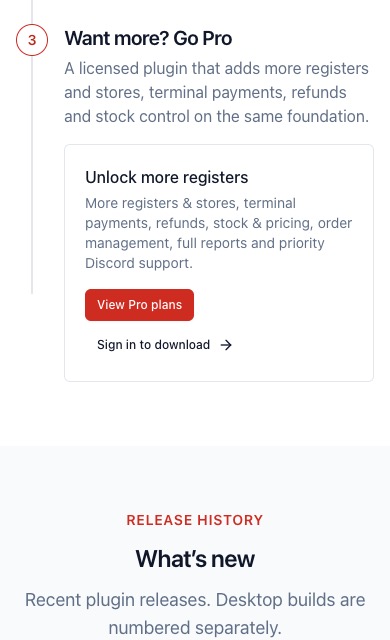 3
Want more? Go Pro
A licensed plugin that adds more registers
and stores, terminal payments, refunds
and stock control on the same foundation.
Unlock more registers
More registers & stores, terminal
payments, refunds, stock & pricing, order
management, full reports and priority
Discord support.
View Pro plans
Sign in to download →
RELEASE HISTORY
What’s new
Recent plugin releases. Desktop builds are
numbered separately.